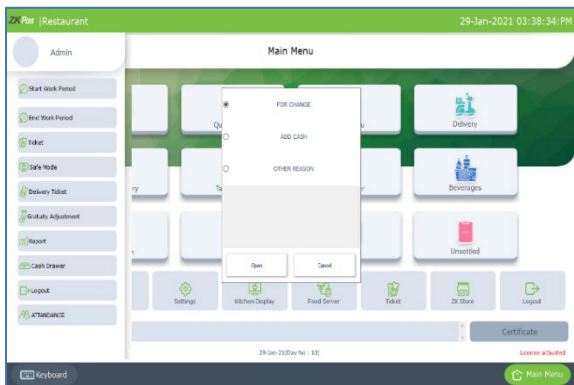 ZKPos |Restaurant
29-Jan-2021 03:38:34:PM
Admin
Main Menu
Start Work Period
End Work Period
Ticket
Safe Mode
Delivery Ticket
Gratuity Adjustment
Report
Cash Drawer
Logout
ATTANDANCE
FOR CHANGE
ADD CASH
OTHER REASON
Open
Cancel
Delivery
Beverages
Unsettled
Settings
Kitchen Display
Food Server
Ticket
ZK Store
Logout
Certificate
29-Jan-21(Day No : 10)
License activated
Keyboard
Main Menu